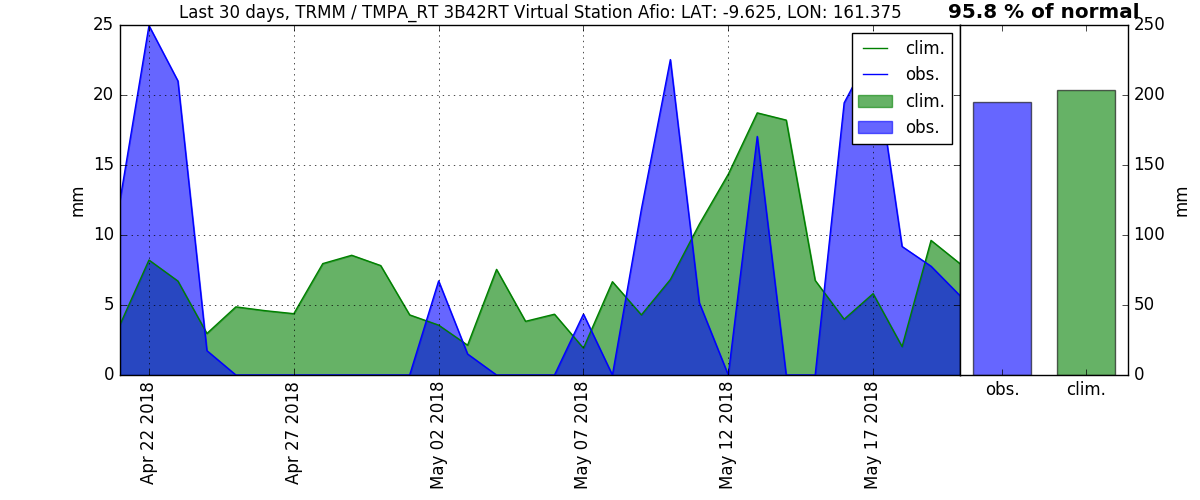 Last 30 days, TRMM / TMPA_RT 3B42RT Virtual Station Afio: LAT: -9.625, LON: 161.375
95.8 % of normal
25
20
15
10
5
0
mm
clim.
obs.
clim.
obs.
250
200
150
100
50
0
mm
Apr 22 2018
Apr 27 2018
May 02 2018
May 07 2018
May 12 2018
May 17 2018
obs.
clim.